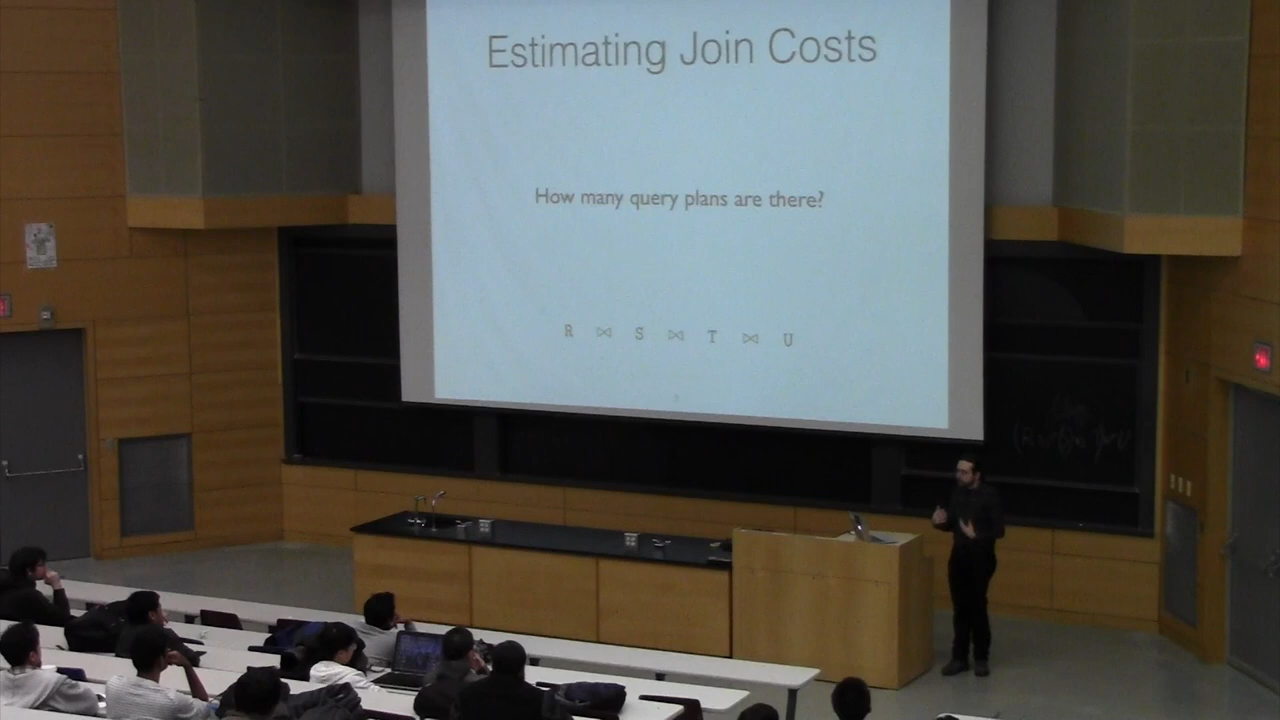 Estimating Join Costs
How many query plans are there?
R ⋈ S ⋈ T ⋈ U